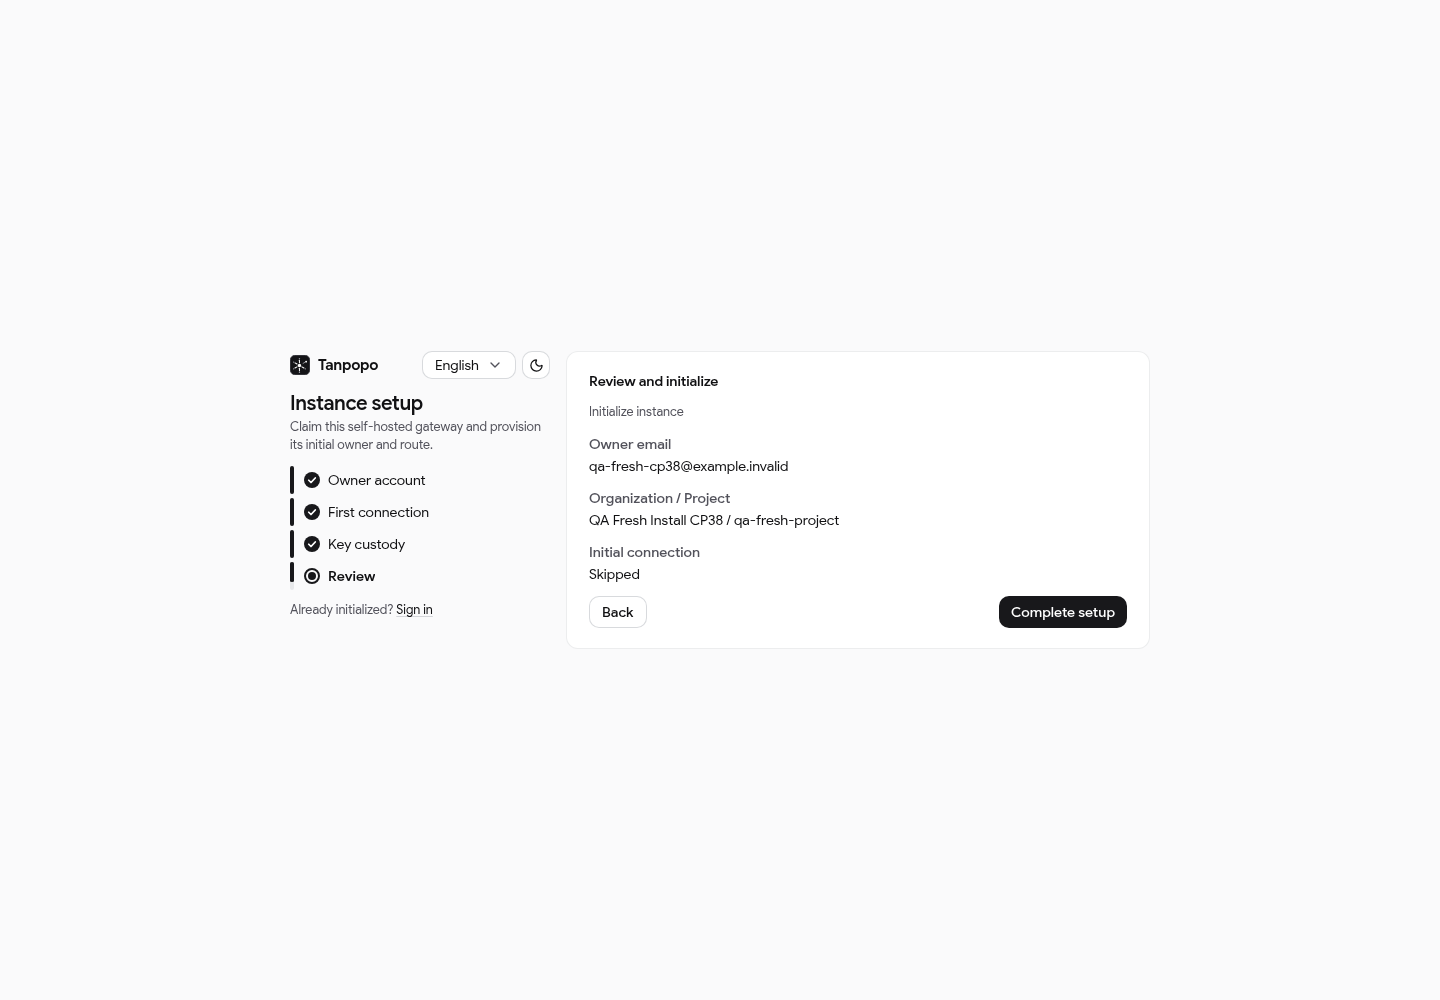 Tanpopo
English
Instance setup
Claim this self-hosted gateway and provision
its initial owner and route.
Owner account
First connection
Key custody
Review
Already initialized? Sign in
Review and initialize
Initialize instance
Owner email
qa-fresh-cp38@example.invalid
Organization / Project
QA Fresh Install CP38 / qa-fresh-project
Initial connection
Skipped
Back
Complete setup